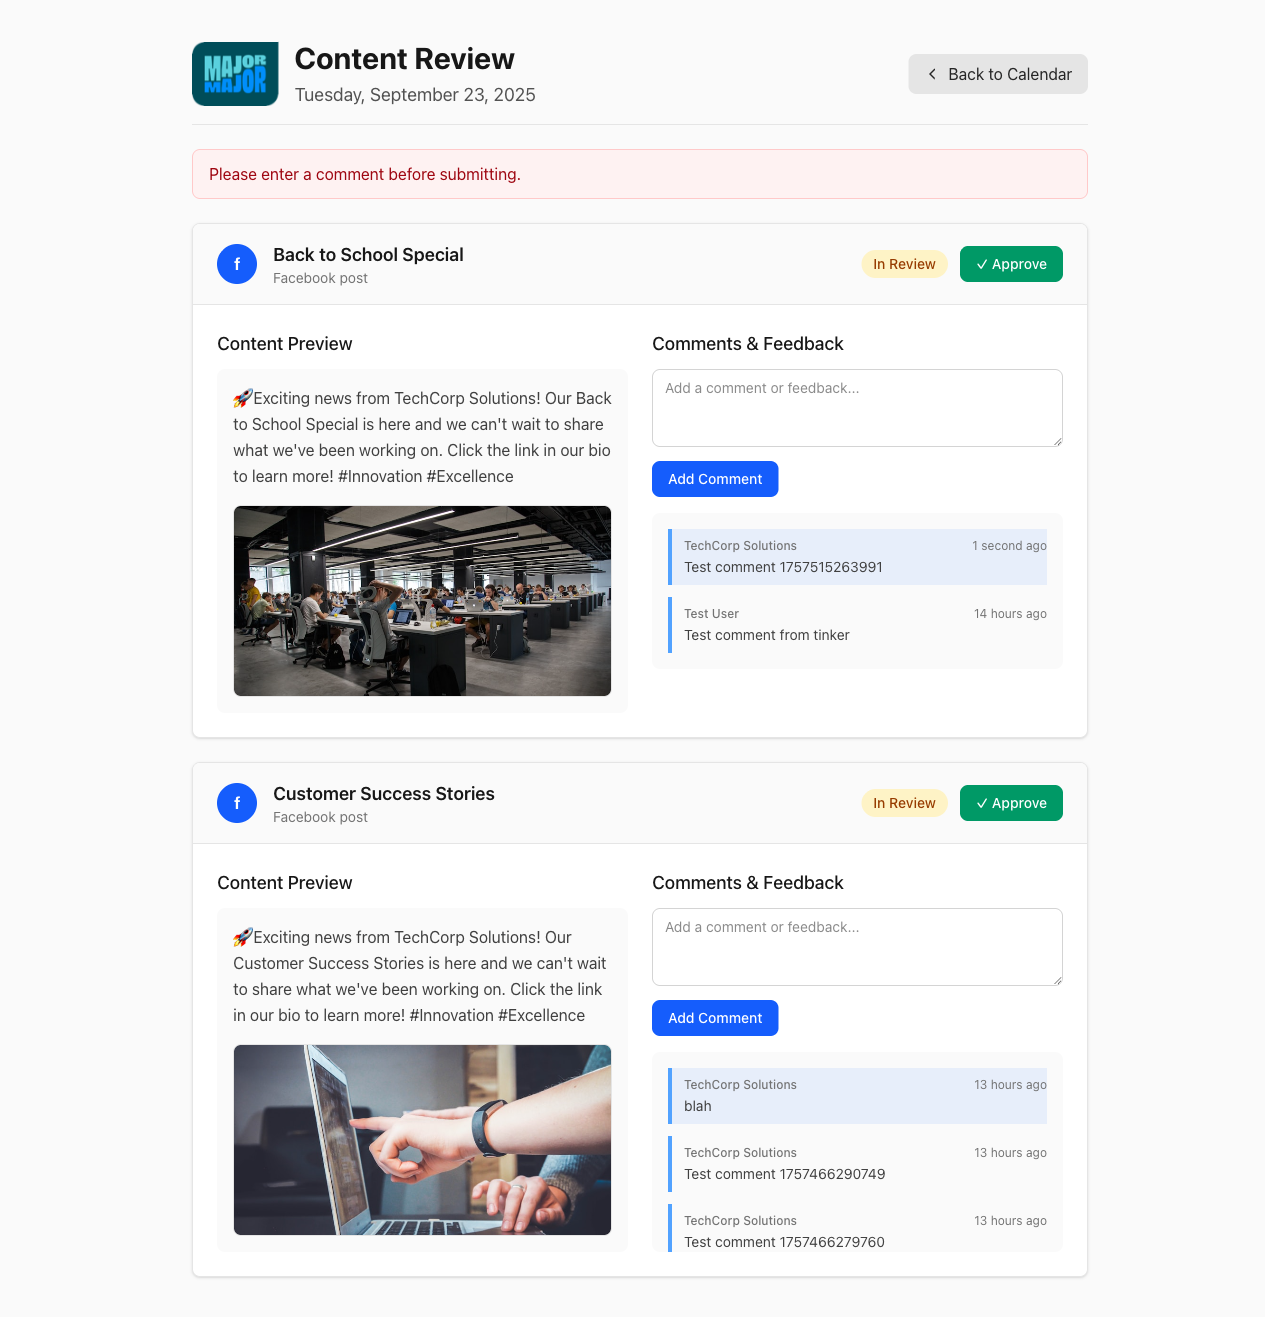 MAJOR
MAJOR
Content Review
Tuesday, September 23, 2025
Back to Calendar
Please enter a comment before submitting.
f
Back to School Special
Facebook post
In Review
✓ Approve
Content Preview
🚀Exciting news from TechCorp Solutions! Our Back
to School Special is here and we can't wait to share
what we've been working on. Click the link in our bio
to learn more! #Innovation #Excellence
Comments & Feedback
Add a comment or feedback...
Add Comment
TechCorp Solutions 1 second ago
Test comment 1757515263991
Test User 14 hours ago
Test comment from tinker
f
Customer Success Stories
Facebook post
In Review
✓ Approve
Content Preview
🚀Exciting news from TechCorp Solutions! Our
Customer Success Stories is here and we can't wait
to share what we've been working on. Click the link
in our bio to learn more! #Innovation #Excellence
Comments & Feedback
Add a comment or feedback...
Add Comment
TechCorp Solutions 13 hours ago
blah
TechCorp Solutions 13 hours ago
Test comment 1757466290749
TechCorp Solutions 13 hours ago
Test comment 1757466279760